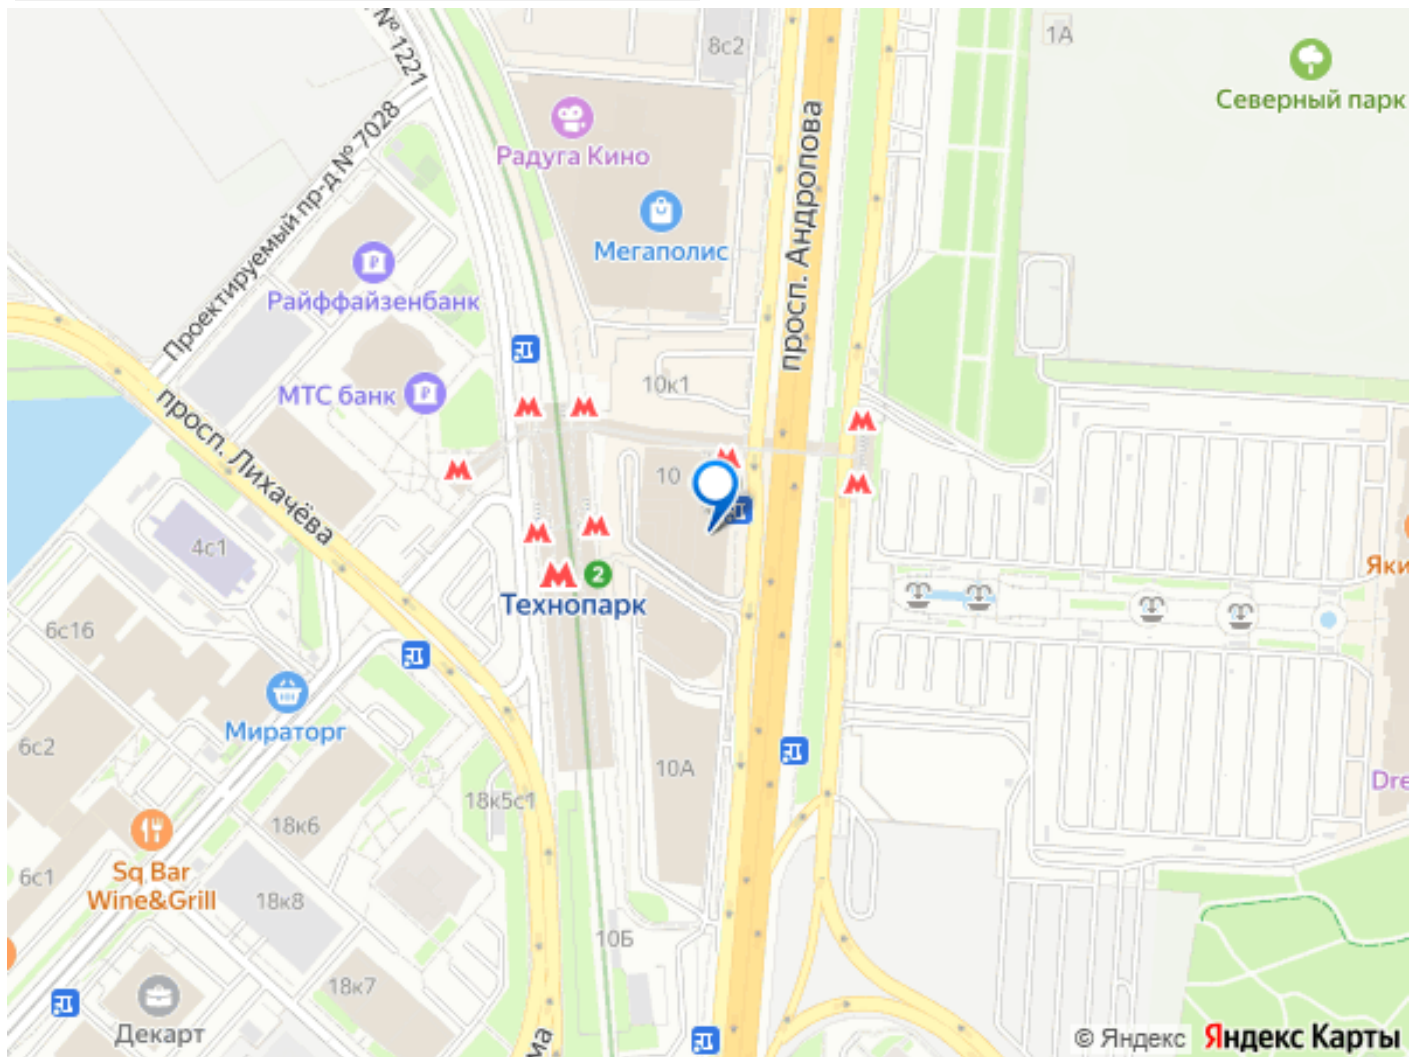 № 1221
8с2
1А
Северный парк
Радуга Кино
просп. Андропова
Проектируемый пр-д № 7028
Мегаполис
Райффайзенбанк
10к1
МТС банк
просп. Лихачёва
10
4с1
2
Технопарк
6с16
Мираторг
6с2
10А
18к5с1
18к6
Sq Bar
Wine&Grill
6с1
18к8
10Б
18к7
Декарт
© Яндекс Яндекс Карты